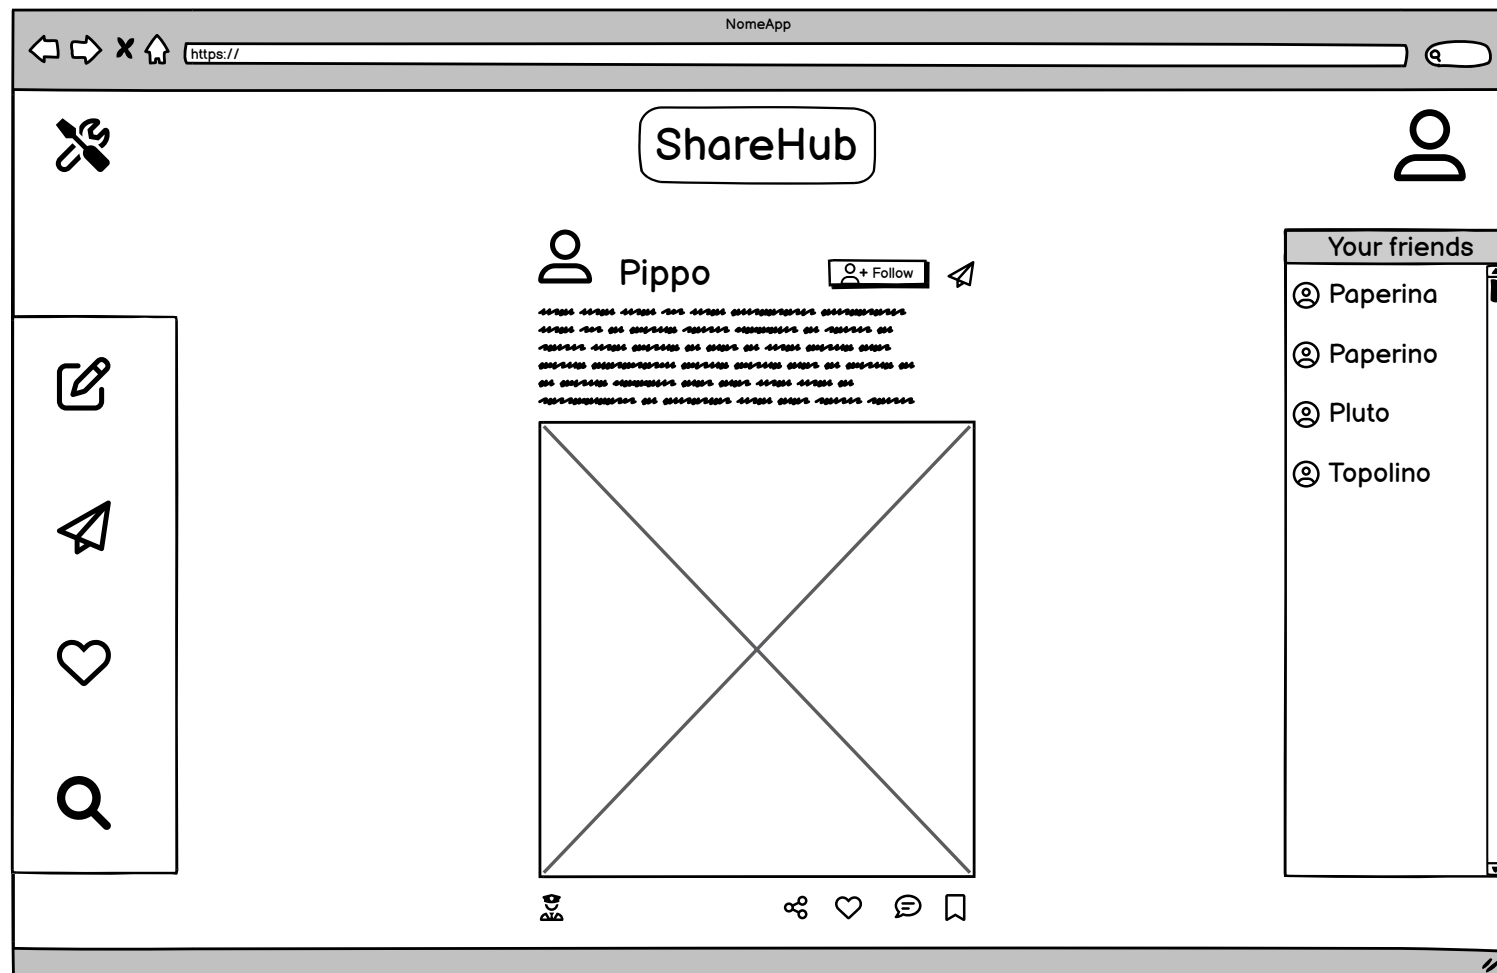 NomeApp
https://
ShareHub
Pippo
Follow
Your friends
Paperina
Paperino
Pluto
Topolino